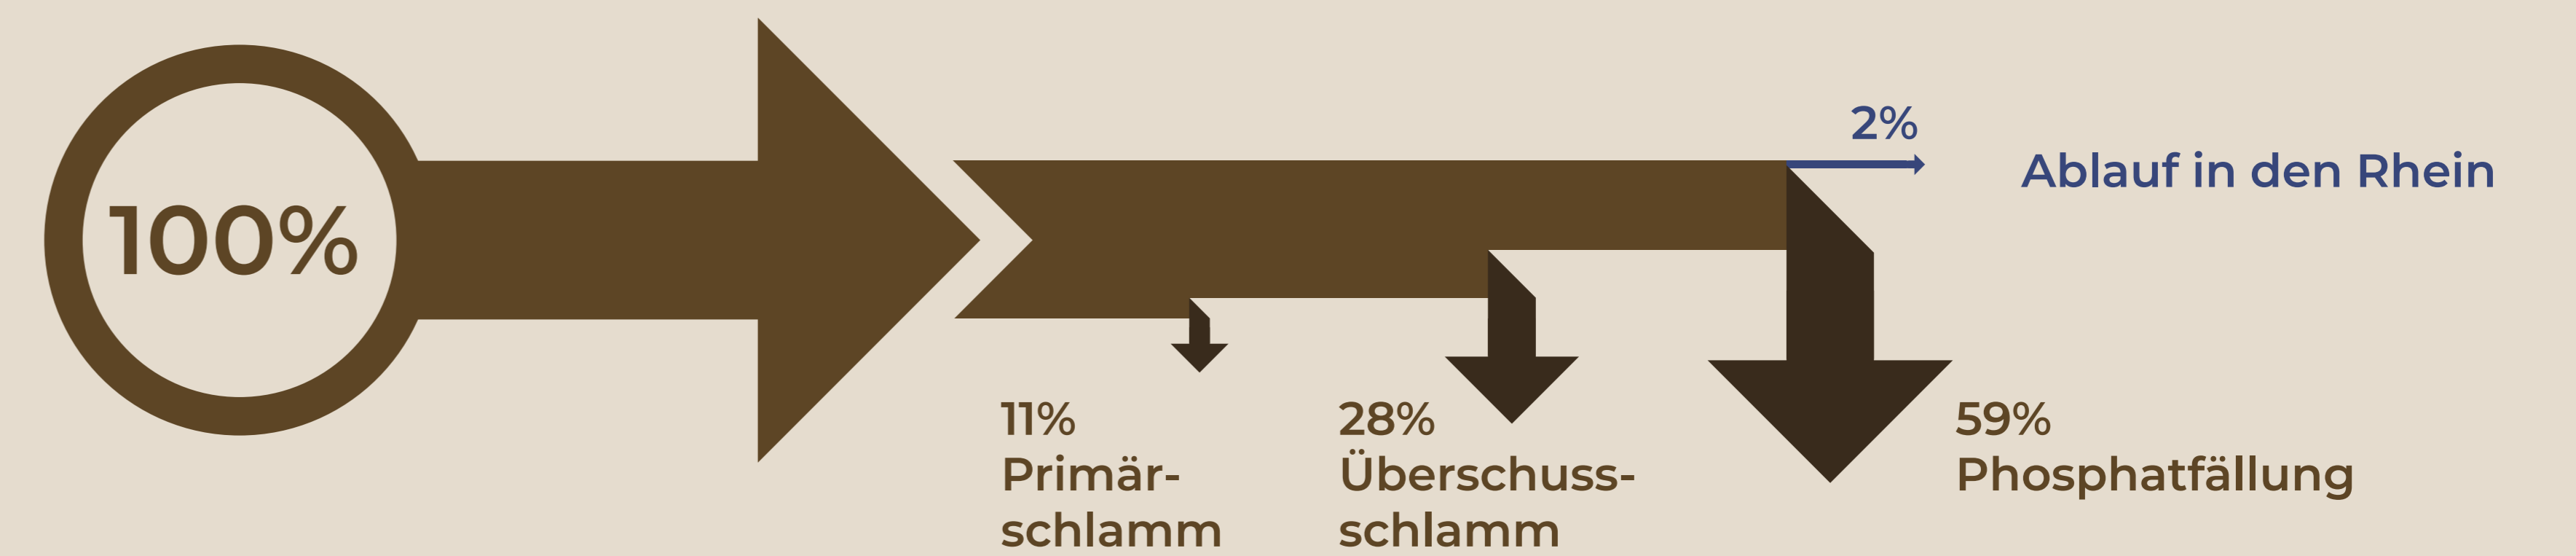 100%
2%
Ablauf in den Rhein
11%
Primär-
schlamm
28%
Überschuss-
schlamm
59%
Phosphatfällung